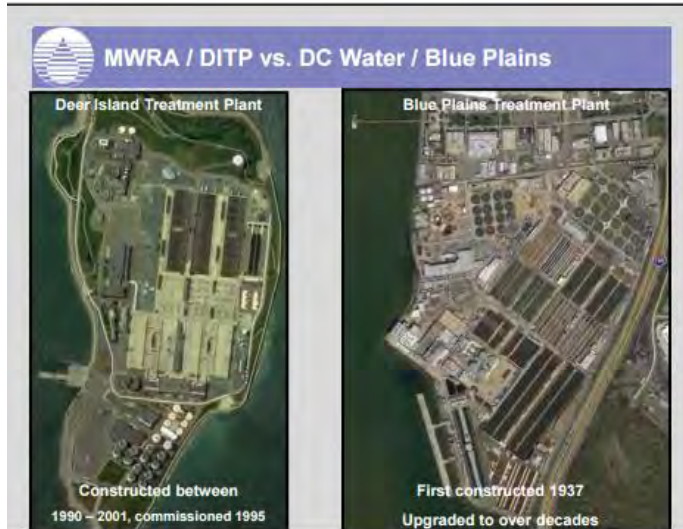 MWRA / DITP vs. DC Water / Blue Plains
Deer Island Treatment Plant
Constructed between
1990 – 2001, commissioned 1995
Blue Plains Treatment Plant
First constructed 1937
Upgraded to over decades